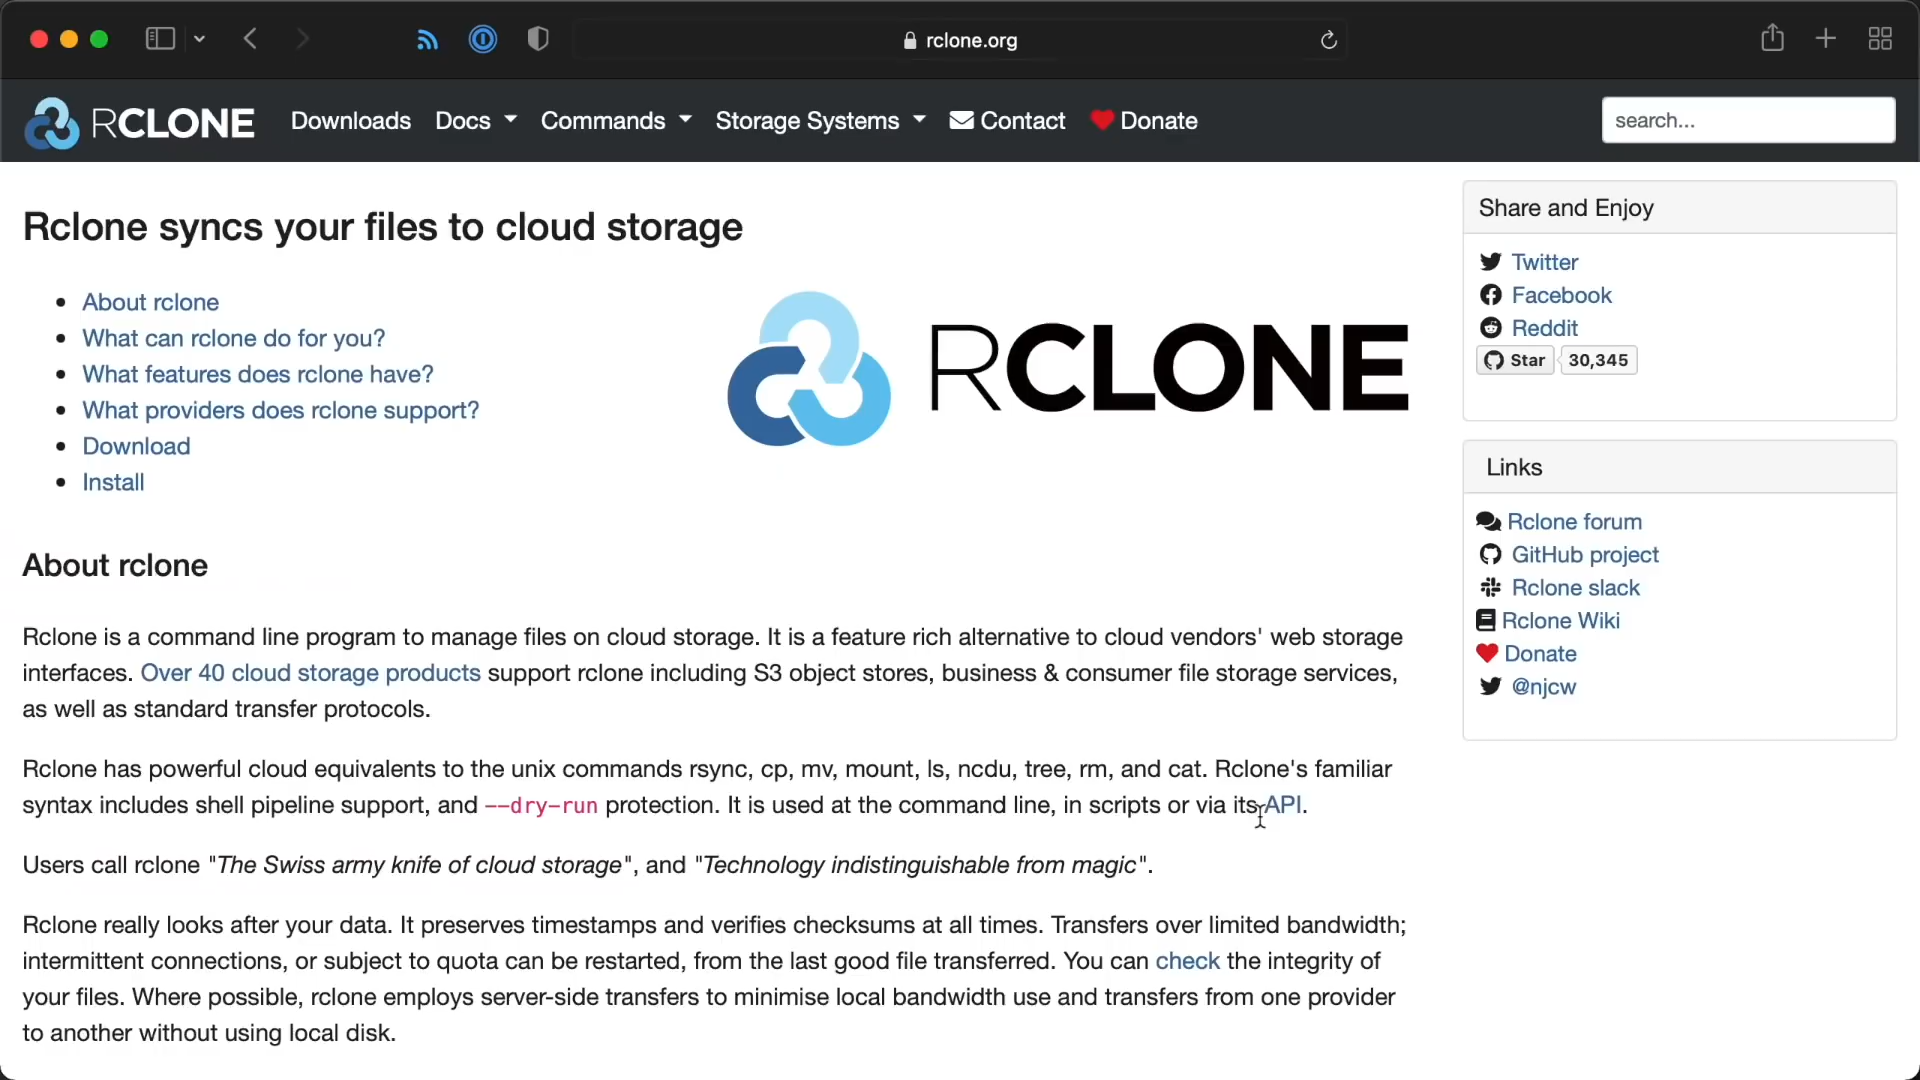 rclone.org
RCLONE Downloads Docs Commands Storage Systems Contact Donate search...
Rclone syncs your files to cloud storage
About rclone
What can rclone do for you?
What features does rclone have?
What providers does rclone support?
Download
Install
RCLONE
About rclone
Rclone is a command line program to manage files on cloud storage. It is a feature rich alternative to cloud vendors' web storage
interfaces. Over 40 cloud storage products support rclone including S3 object stores, business & consumer file storage services,
as well as standard transfer protocols.
Rclone has powerful cloud equivalents to the unix commands rsync, cp, mv, mount, ls, ncdu, tree, rm, and cat. Rclone's familiar
syntax includes shell pipeline support, and --dry-run protection. It is used at the command line, in scripts or via its API.
Users call rclone "The Swiss army knife of cloud storage", and "Technology indistinguishable from magic".
Rclone really looks after your data. It preserves timestamps and verifies checksums at all times. Transfers over limited bandwidth;
intermittent connections, or subject to quota can be restarted, from the last good file transferred. You can check the integrity of
your files. Where possible, rclone employs server-side transfers to minimise local bandwidth use and transfers from one provider
to another without using local disk.
Share and Enjoy
Twitter
Facebook
Reddit
Star 30,345
Links
Rclone forum
GitHub project
Rclone slack
Rclone Wiki
Donate
@njcw